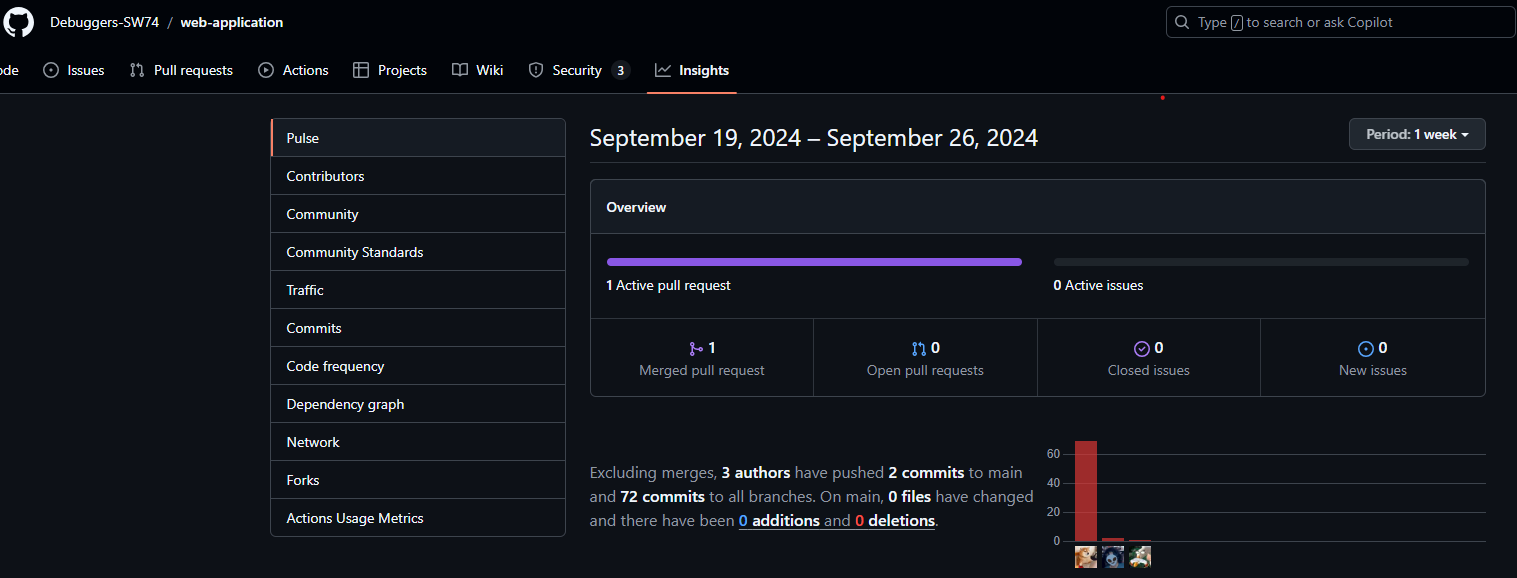 Debuggers-SW74 / web-application
Type / to search or ask Copilot
ode Issues Pull requests Actions Projects Wiki Security 3 Insights
Pulse
Contributors
Community
Community Standards
Traffic
Commits
Code frequency
Dependency graph
Network
Forks
Actions Usage Metrics
September 19, 2024 – September 26, 2024
Period: 1 week
Overview
1 Active pull request
0 Active issues
1
Merged pull request
0
Open pull requests
0
Closed issues
0
New issues
Excluding merges, 3 authors have pushed 2 commits to main
and 72 commits to all branches. On main, 0 files have changed
and there have been 0 additions and 0 deletions.
60
40
20
0